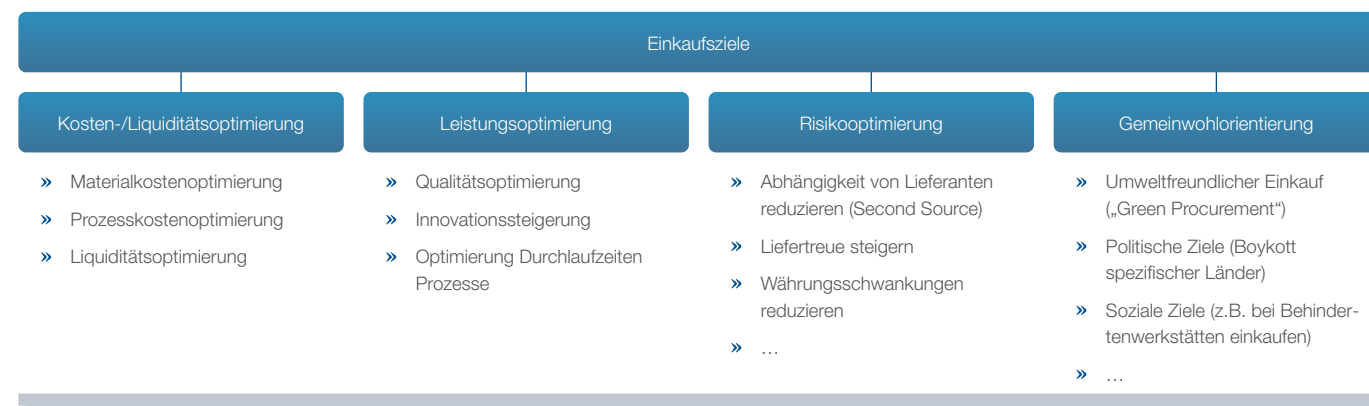 Einkaufsziele
Kosten-/Liquiditätsoptimierung
» Materialkostenoptimierung
» Prozesskostenoptimierung
» Liquiditätsoptimierung
Leistungsoptimierung
» Qualitätsoptimierung
» Innovationssteigerung
» Optimierung Durchlaufzeiten
Prozesse
Risikooptimierung
» Abhängigkeit von Lieferanten
reduzieren (Second Source)
» Liefertreue steigern
» Währungsschwankungen
reduzieren
» …
Gemeinwohlorientierung
» Umweltfreundlicher Einkauf
(„Green Procurement“)
» Politische Ziele (Boykott
spezifischer Länder)
» Soziale Ziele (z.B. bei Behinder-
tenwerkstätten einkaufen)
» …